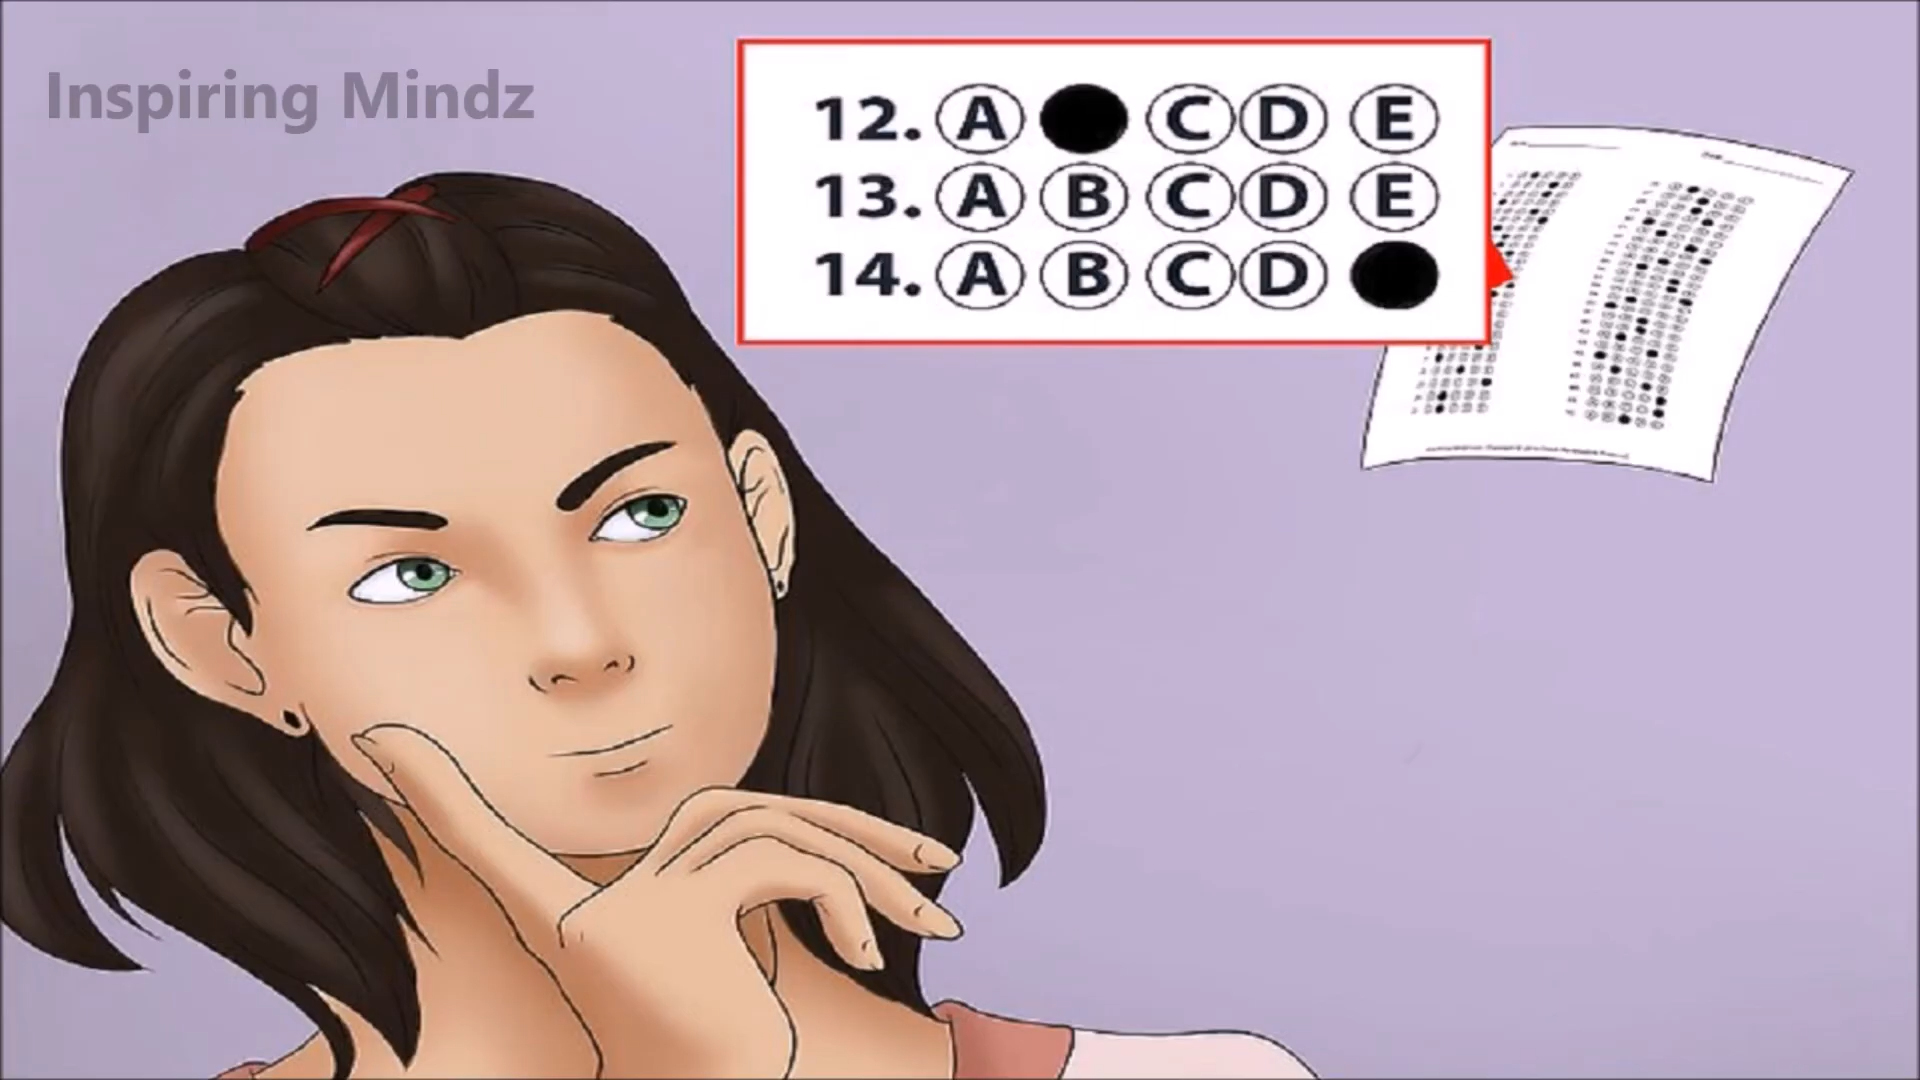 Inspiring Mindz
12. A C D E
13. A B C D E
14. A B C D